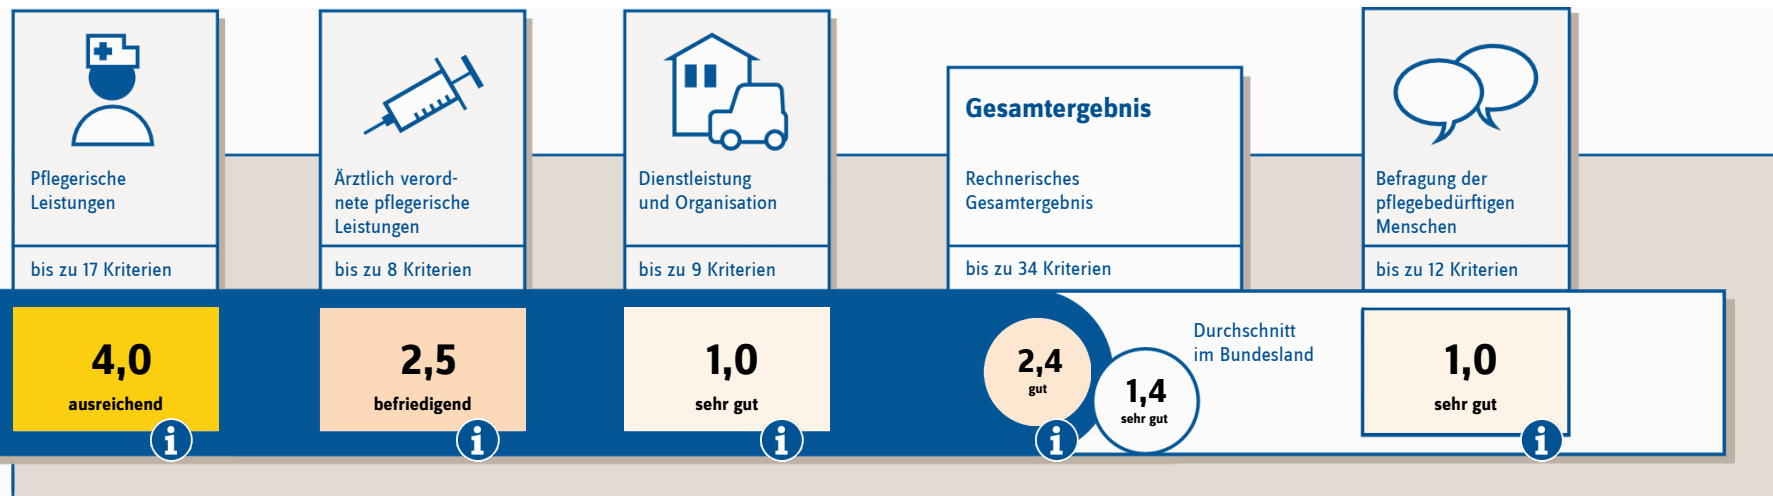 Pflegerische
Leistungen
bis zu 17 Kriterien
4,0
ausreichend
i
Ärztlich verord-
nete pflegerische
Leistungen
bis zu 8 Kriterien
2,5
befriedigend
i
Dienstleistung
und Organisation
bis zu 9 Kriterien
1,0
sehr gut
i
Gesamtergebnis
Rechnerisches
Gesamtergebnis
bis zu 34 Kriterien
2,4
gut
i
1,4
sehr gut
Durchschnitt
im Bundesland
Befragung der
pflegebedürftigen
Menschen
bis zu 12 Kriterien
1,0
sehr gut
i